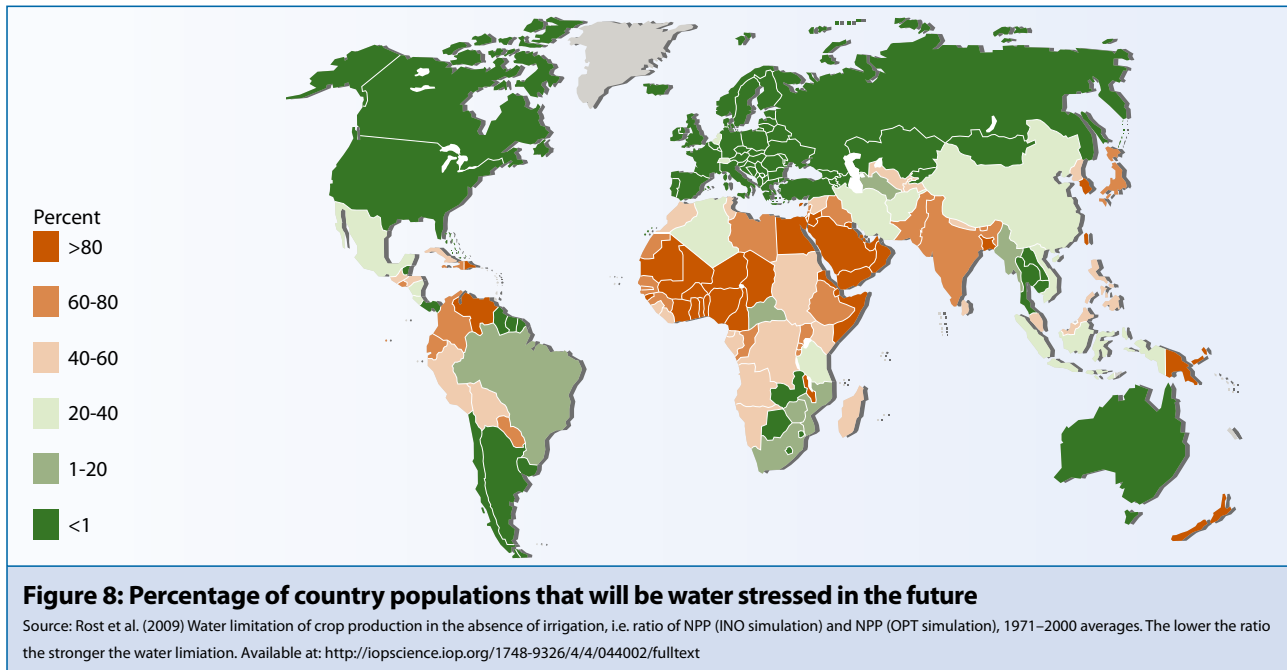 Percent
>80
60-80
40-60
20-40
1-20
<1
Figure 8: Percentage of country populations that will be water stressed in the future
Source: Rost et al. (2009) Water limitation of crop production in the absence of irrigation, i.e. ratio of NPP (INO simulation) and NPP (OPT simulation), 1971–2000 averages. The lower the ratio
the stronger the water limiation. Available at: http://iopscience.iop.org/1748-9326/4/4/044002/fulltext